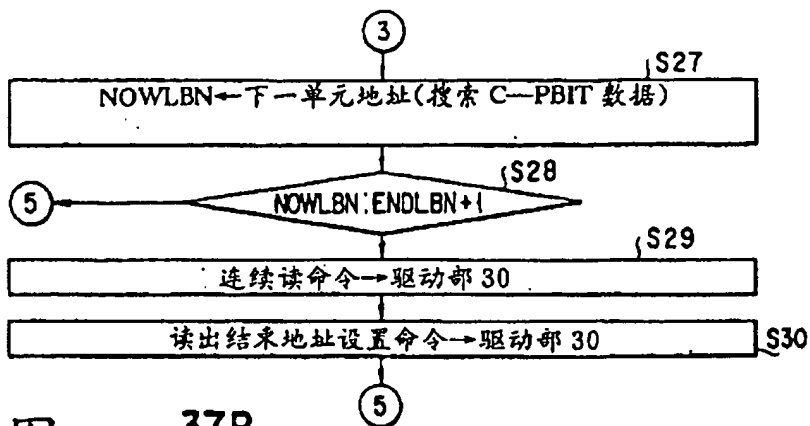 3
S27
NOWLBN←下一单元地址(搜索 C—PBIT 数据)
S28
5
NOWLBN:ENDLBN+1
S29
连续读命令→驱动部 30
读出结束地址设置命令→驱动部 30
S30
5
图 37B